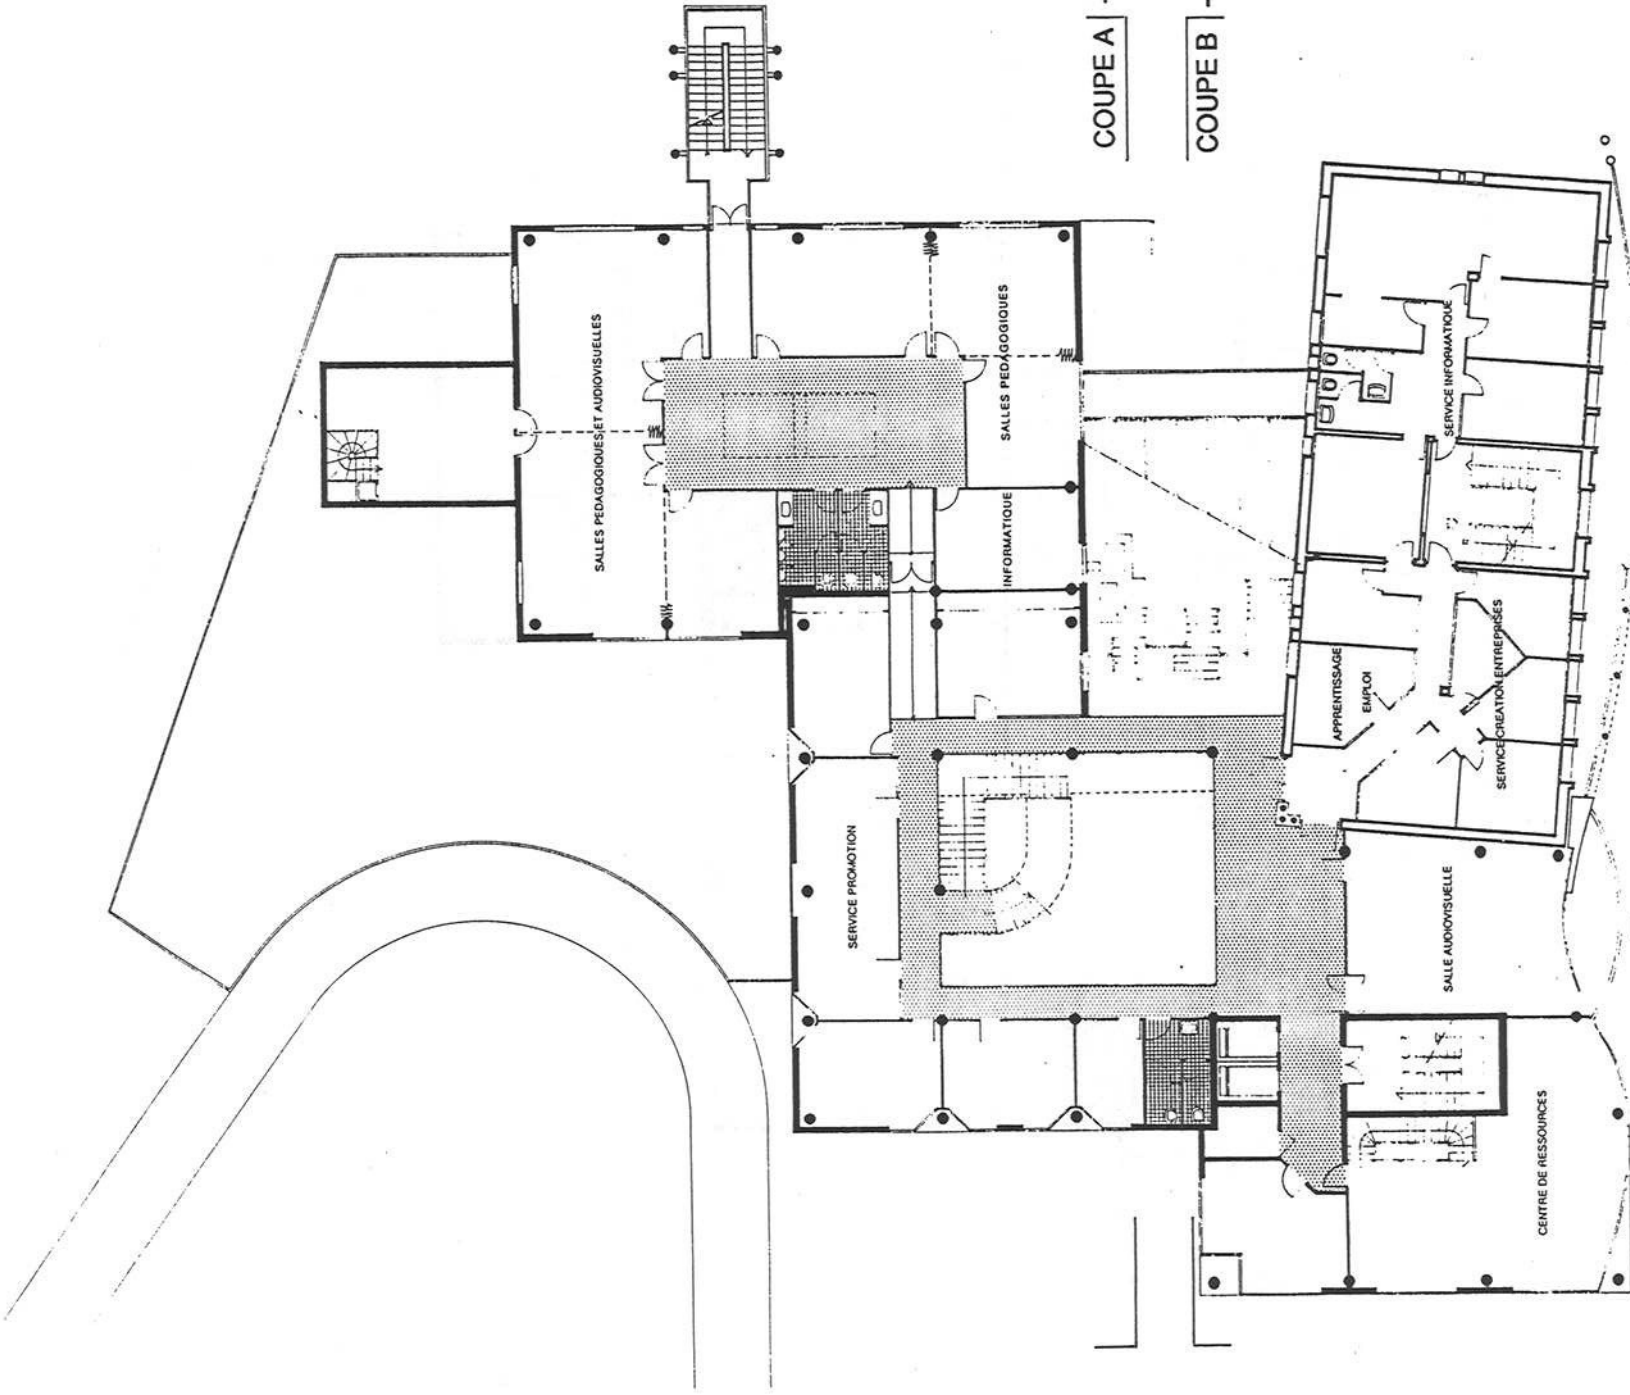 COUPE A
COUPE B
SALLES PEDAGOGIQUES ET AUDIOVISUELLES
SALLES PEDAGOGIQUES
INFORMATIQUE
SERVICE INFORMATIQUE
APPRENTISSAGE
EMPLOI
SERVICE CREATION ENTREPRISES
SERVICE PROMOTION
SALLE AUDIOVISUELLE
CENTRE DE RESSOURCES